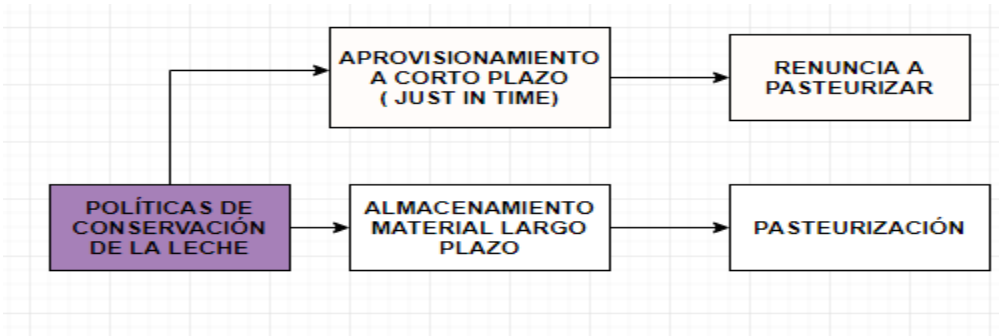 APROVISIONAMIENTO
A CORTO PLAZO
( JUST IN TIME)
RENUNCIA A
PASTEURIZAR
POLÍTICAS DE
CONSERVACIÓN
DE LA LECHE
ALMACENAMIENTO
MATERIAL LARGO
PLAZO
PASTEURIZACIÓN